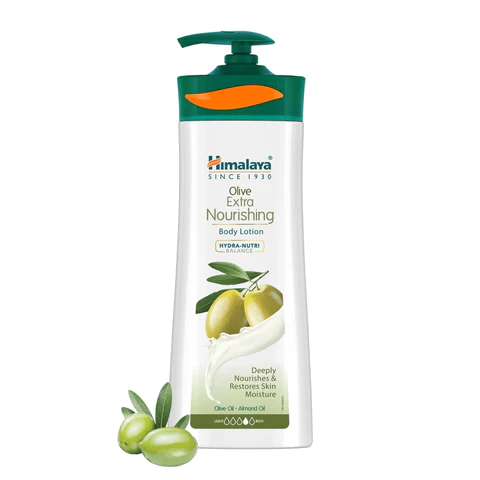 Himalaya®
SINCE 1930
Olive
Extra
Nourishing
Body Lotion
HYDRA-NUTRI
BALANCE
Deeply
Nourishes &
Restores Skin
Moisture
Olive Oil • Almond Oil
LIGHT RICH